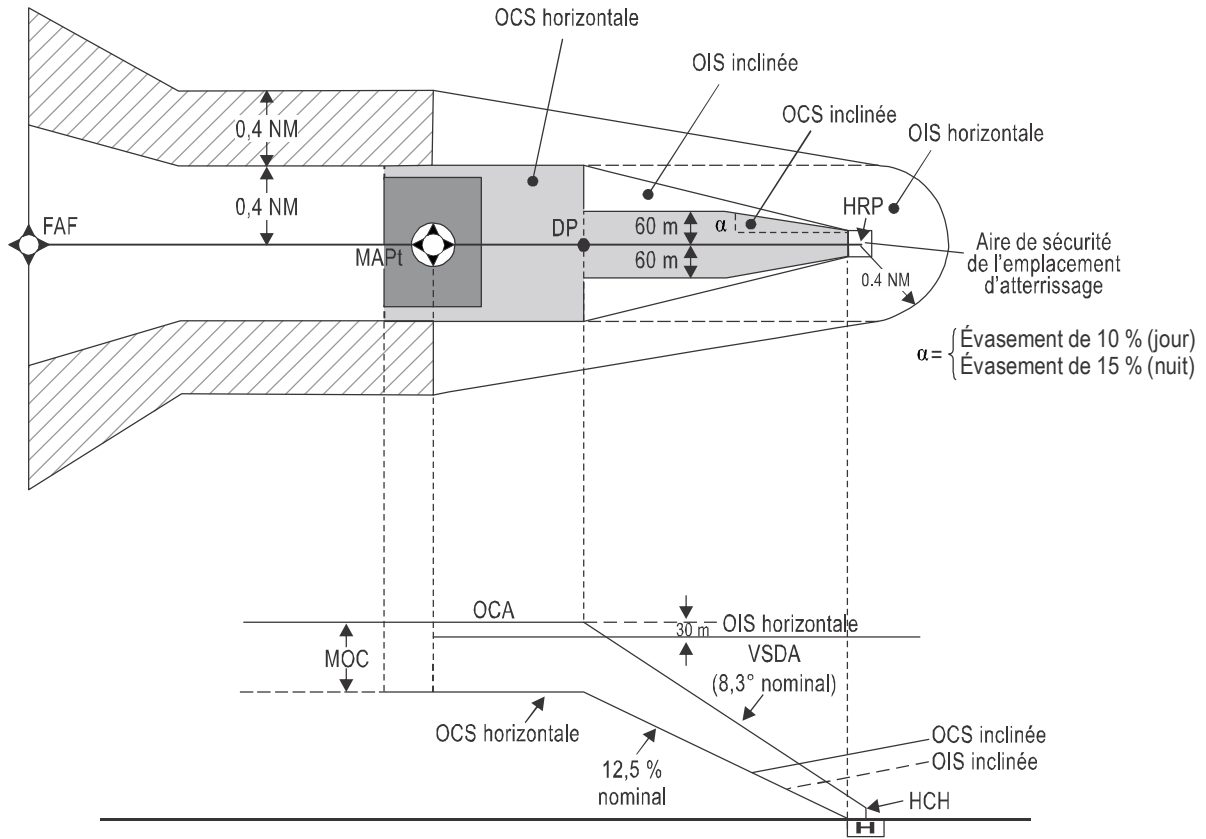 OCS horizontale
OIS inclinée
OCS inclinée
OIS horizontale
0,4 NM
0,4 NM
FAF
MAPt
DP
60 m
60 m
α
HRP
0.4 NM
Aire de sécurité
de l'emplacement
d'atterrissage
α = { Évasement de 10 % (jour)
Évasement de 15 % (nuit)
OCA
30 m
OIS horizontale
MOC
VSDA
(8,3° nominal)
OCS horizontale
12,5 %
nominal
OCS inclinée
OIS inclinée
HCH
H